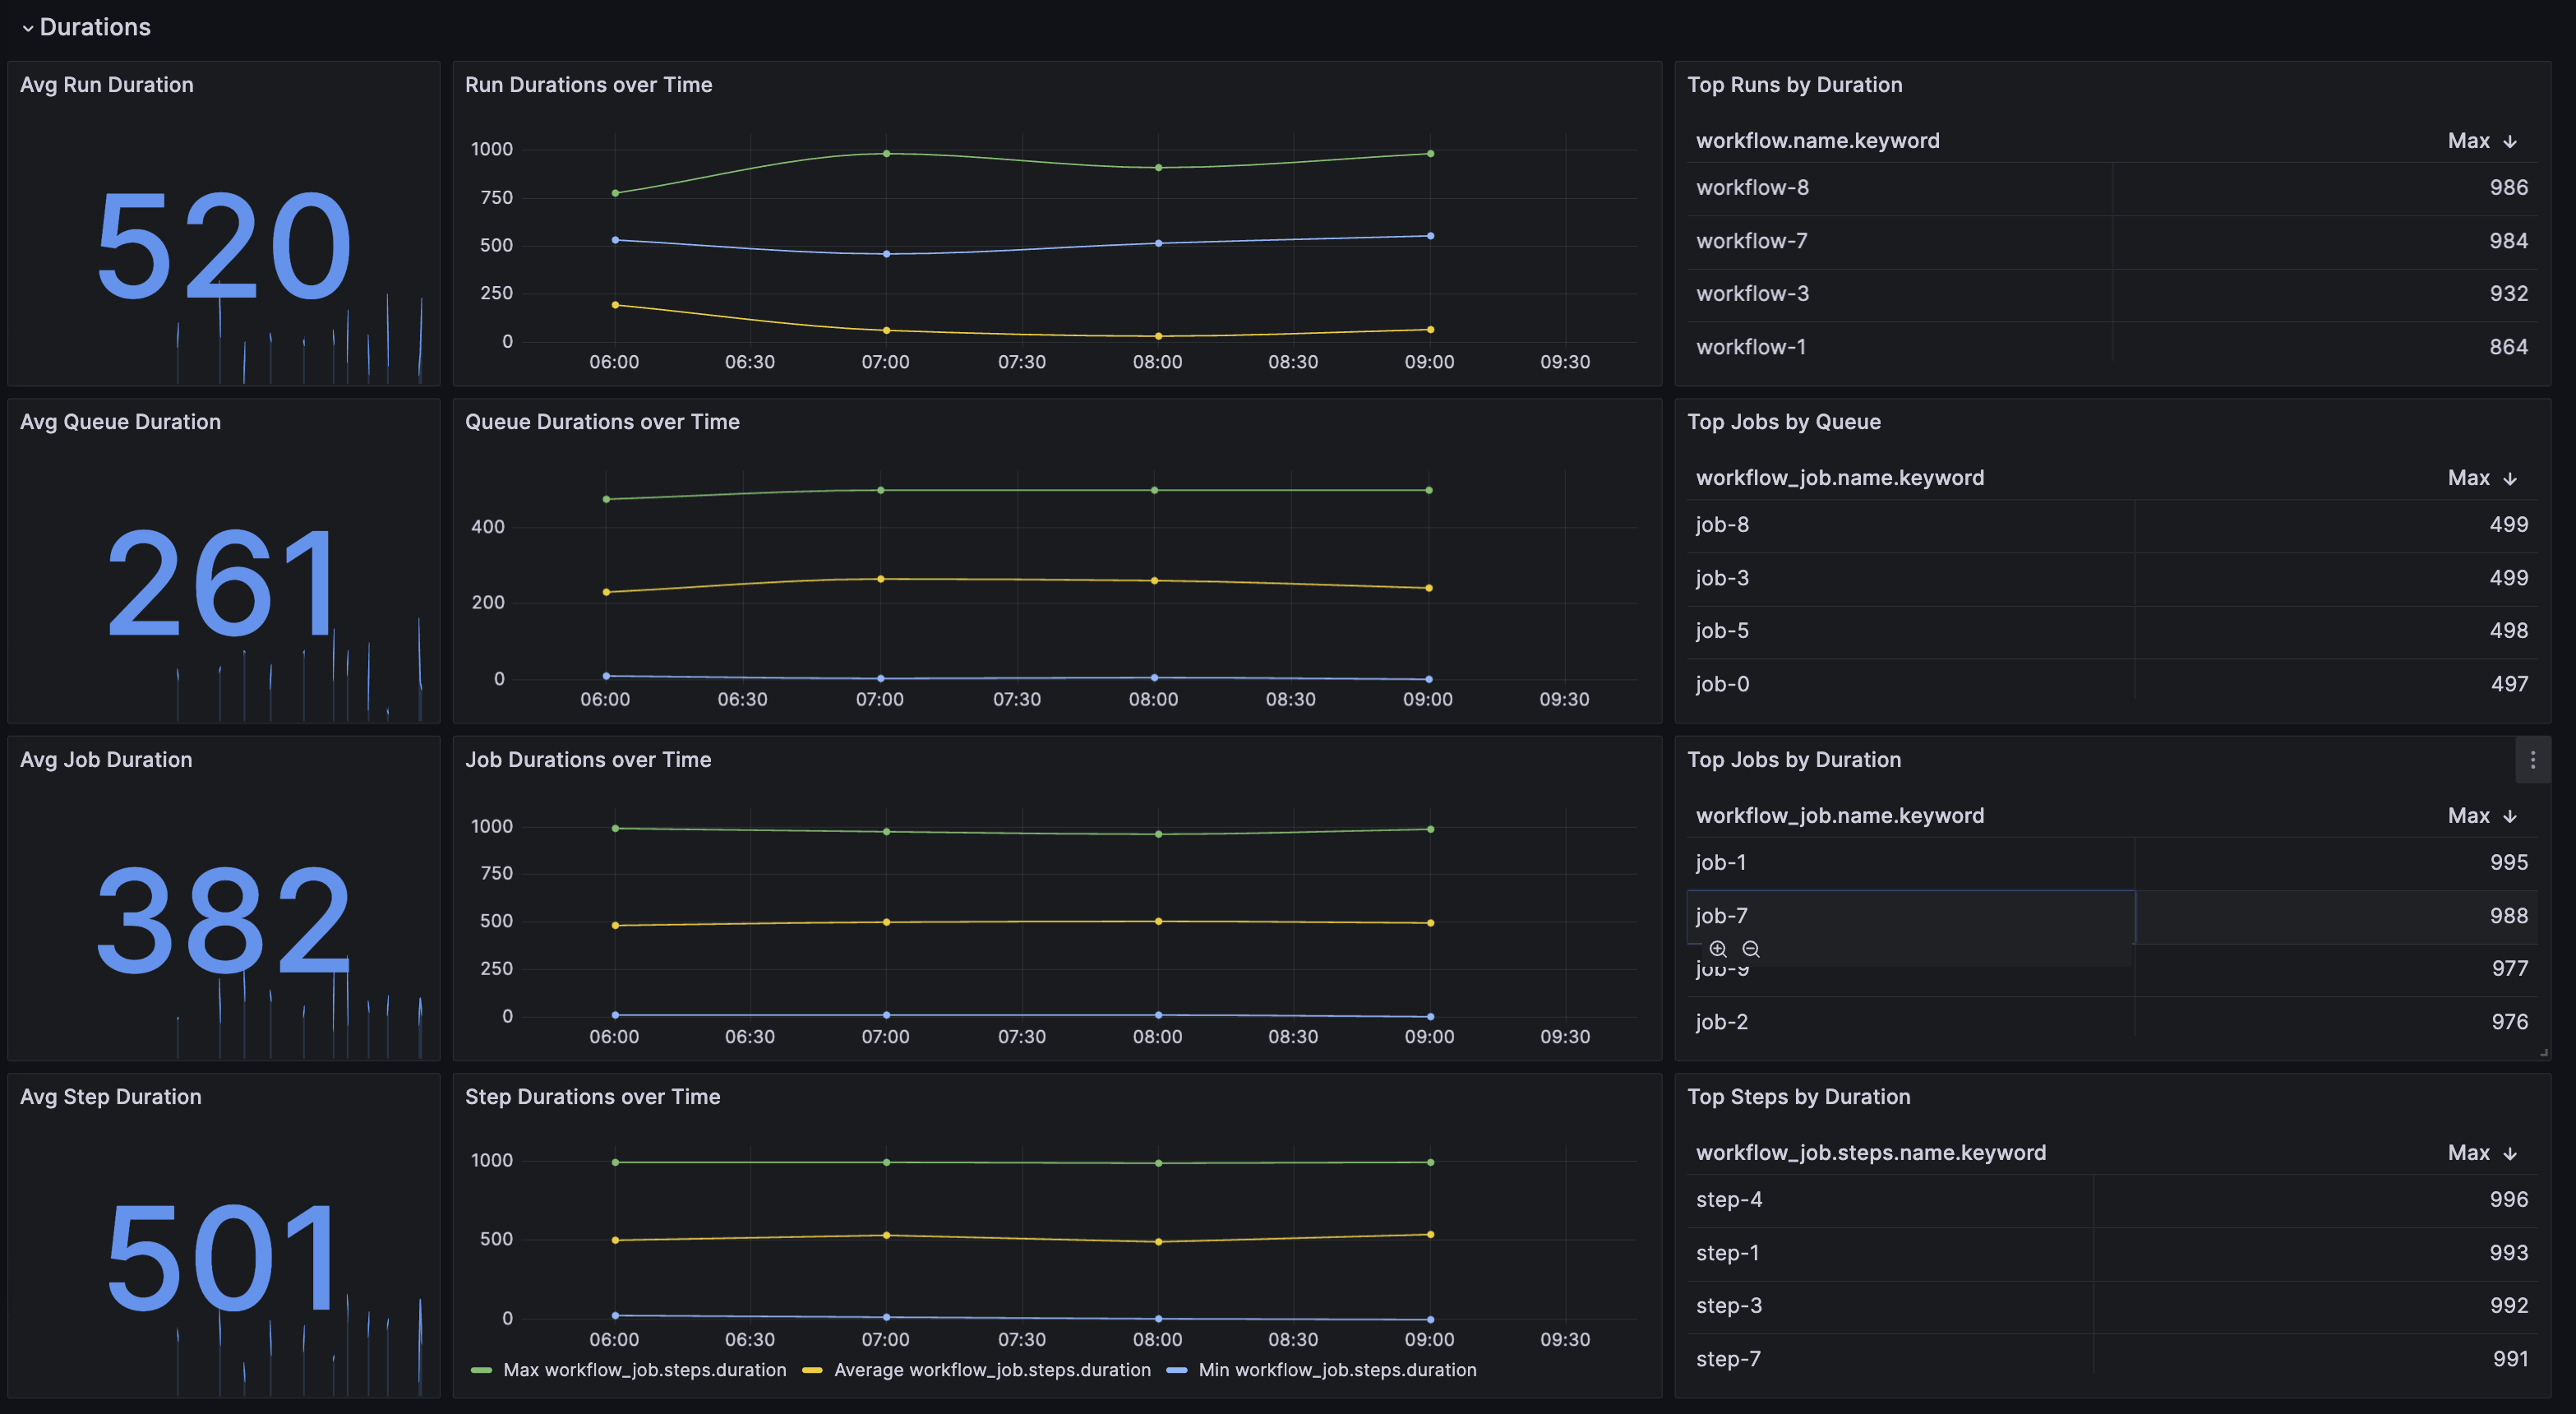 Durations
Avg Run Duration
520
Run Durations over Time
1000
750
500
250
0
06:00 06:30 07:00 07:30 08:00 08:30 09:00 09:30
Top Runs by Duration
workflow.name.keyword Max
workflow-8 986
workflow-7 984
workflow-3 932
workflow-1 864
Avg Queue Duration
261
Queue Durations over Time
400
200
0
06:00 06:30 07:00 07:30 08:00 08:30 09:00 09:30
Top Jobs by Queue
workflow_job.name.keyword Max
job-8 499
job-3 499
job-5 498
job-0 497
Avg Job Duration
382
Job Durations over Time
1000
750
500
250
0
06:00 06:30 07:00 07:30 08:00 08:30 09:00 09:30
Top Jobs by Duration
workflow_job.name.keyword Max
job-1 995
job-7 988
job-9 977
job-2 976
Avg Step Duration
501
Step Durations over Time
1000
500
0
06:00 06:30 07:00 07:30 08:00 08:30 09:00 09:30
Max workflow_job.steps.duration Average workflow_job.steps.duration Min workflow_job.steps.duration
Top Steps by Duration
workflow_job.steps.name.keyword Max
step-4 996
step-1 993
step-3 992
step-7 991